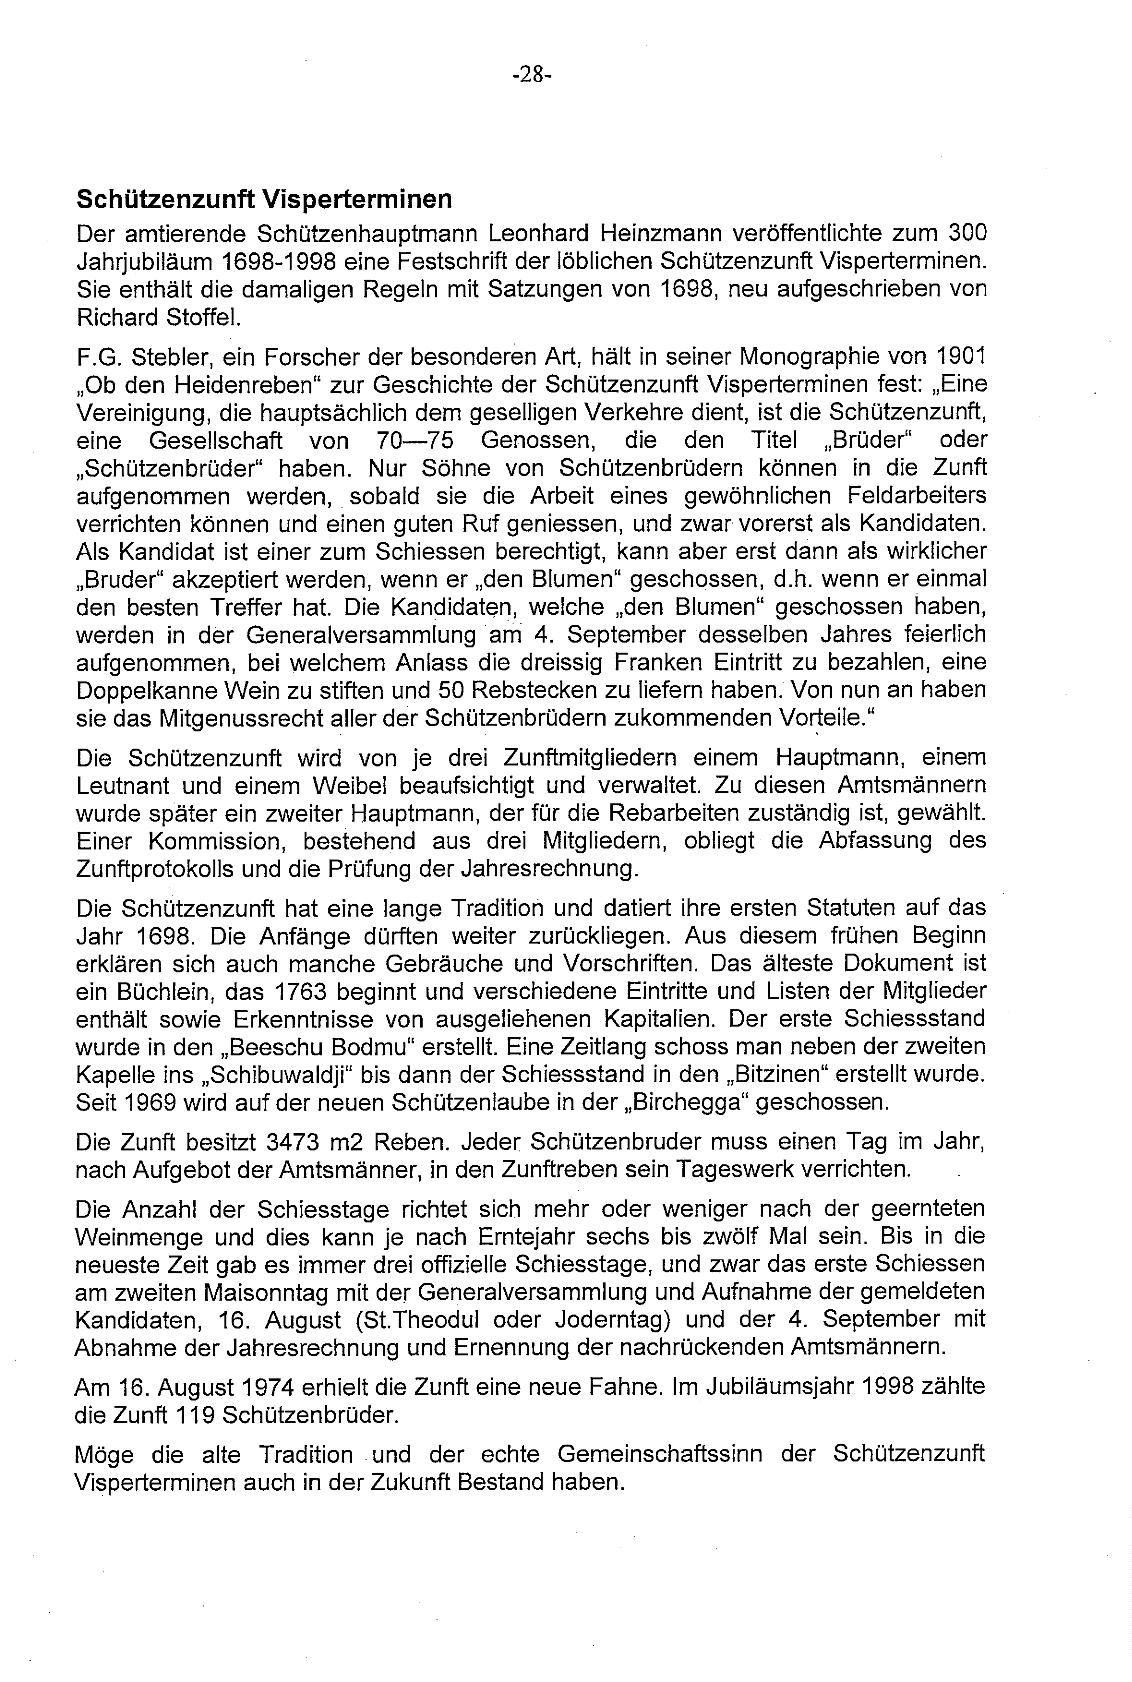 -28-
Schützenzunft Visperterminen
Der amtierende Schützenhauptmann Leonhard Heinzmann veröffentlichte zum 300
Jahrjubiläum 1698-1998 eine Festschrift der löblichen Schützenzunft Visperterminen.
Sie enthält die damaligen Regeln mit Satzungen von 1698, neu aufgeschrieben von
Richard Stoffel.
F.G. Stebler, ein Forscher der besonderen Art, hält in seiner Monographie von 1901
„Ob den Heidenreben“ zur Geschichte der Schützenzunft Visperterminen fest: „Eine
Vereinigung, die hauptsächlich dem geselligen Verkehre dient, ist die Schützenzunft,
eine Gesellschaft von 70—75 Genossen, die den Titel „Brüder“ oder
„Schützenbrüder“ haben. Nur Söhne von Schützenbrüdern können in die Zunft
aufgenommen werden, sobald sie die Arbeit eines gewöhnlichen Feldarbeiters
verrichten können und einen guten Ruf geniessen, und zwar vorerst als Kandidaten.
Als Kandidat ist einer zum Schiessen berechtigt, kann aber erst dann als wirklicher
„Bruder“ akzeptiert werden, wenn er „den Blumen“ geschossen, d.h. wenn er einmal
den besten Treffer hat. Die Kandidaten, welche „den Blumen“ geschossen haben,
werden in der Generalversammlung am 4. September desselben Jahres feierlich
aufgenommen, bei welchem Anlass die dreissig Franken Eintritt zu bezahlen, eine
Doppelkanne Wein zu stiften und 50 Rebstecken zu liefern haben. Von nun an haben
sie das Mitgenussrecht aller der Schützenbrüdern zukommenden Vorteile.“
Die Schützenzunft wird von je drei Zunftmitgliedern einem Hauptmann, einem
Leutnant und einem Weibel beaufsichtigt und verwaltet. Zu diesen Amtsmännern
wurde später ein zweiter Hauptmann, der für die Rebarbeiten zuständig ist, gewählt.
Einer Kommission, bestehend aus drei Mitgliedern, obliegt die Abfassung des
Zunftprotokolls und die Prüfung der Jahresrechnung.
Die Schützenzunft hat eine lange Tradition und datiert ihre ersten Statuten auf das
Jahr 1698. Die Anfänge dürften weiter zurückliegen. Aus diesem frühen Beginn
erklären sich auch manche Gebräuche und Vorschriften. Das älteste Dokument ist
ein Büchlein, das 1763 beginnt und verschiedene Eintritte und Listen der Mitglieder
enthält sowie Erkenntnisse von ausgeliehenen Kapitalien. Der erste Schiessstand
wurde in den „Beeschu Bodmu“ erstellt. Eine Zeitlang schoss man neben der zweiten
Kapelle ins „Schibuwaldji“ bis dann der Schiessstand in den „Bitzinen“ erstellt wurde.
Seit 1969 wird auf der neuen Schützenlaube in der „Birchegga“ geschossen.
Die Zunft besitzt 3473 m2 Reben. Jeder Schützenbruder muss einen Tag im Jahr,
nach Aufgebot der Amtsmänner, in den Zunftreben sein Tageswerk verrichten.
Die Anzahl der Schiesstage richtet sich mehr oder weniger nach der geernteten
Weinmenge und dies kann je nach Erntejahr sechs bis zwölf Mal sein. Bis in die
neueste Zeit gab es immer drei offizielle Schiesstage, und zwar das erste Schiessen
am zweiten Maisonntag mit der Generalversammlung und Aufnahme der gemeldeten
Kandidaten, 16. August (St.Theodul oder Joderntag) und der 4. September mit
Abnahme der Jahresrechnung und Ernennung der nachrückenden Amtsmännern.
Am 16. August 1974 erhielt die Zunft eine neue Fahne. Im Jubiläumsjahr 1998 zählte
die Zunft 119 Schützenbrüder.
Möge die alte Tradition und der echte Gemeinschaftssinn der Schützenzunft
Visperterminen auch in der Zukunft Bestand haben.